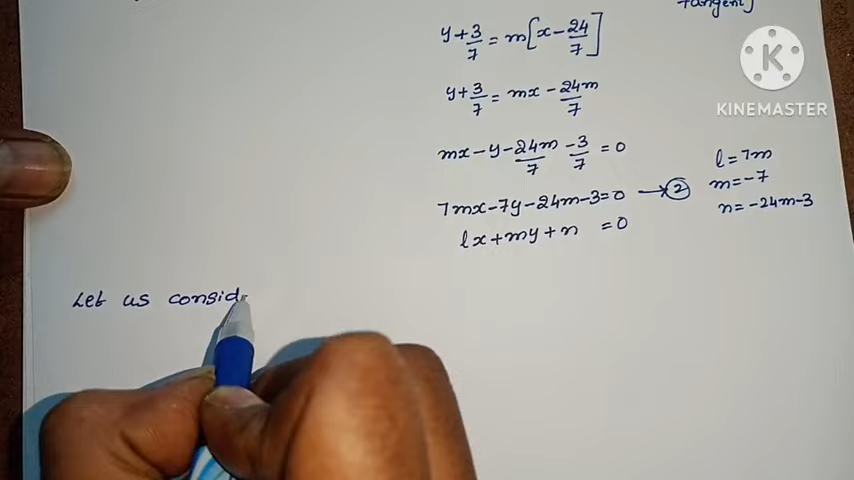 tangent)
y+3/7 = m[x-24/7]
y+3/7 = mx-24m/7
mx-y-24m/7-3/7=0
7mx-7y-24m-3=0 → ②
lx+my+n =0
l=7m
m=-7
n=-24m-3
Let us consid
K
KINEMASTER